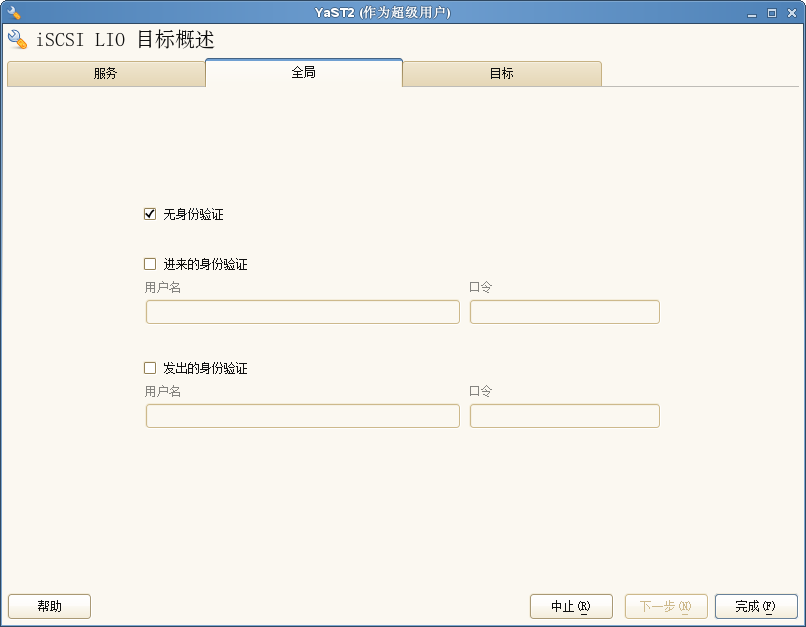 YaST2 (作为超级用户)
iSCSI LIO 目标概述
服务 全局 目标
无身份验证
进来的身份验证
用户名 口令
发出的身份验证
用户名 口令
帮助 中止(R) 下一步(N) 完成(F)